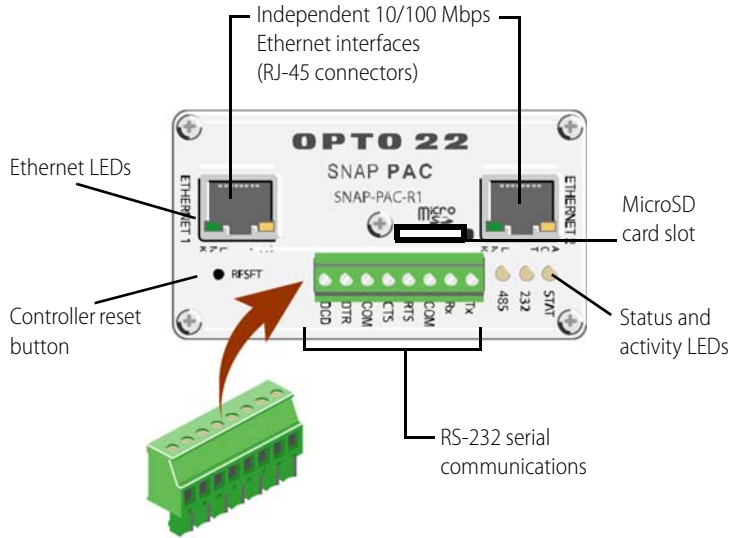 Independent 10/100 Mbps
Ethernet interfaces
(RJ-45 connectors)
OPTO 22
SNAP PAC
SNAP-PAC-R1
Ethernet LEDs
ETHERNET 1
ETHERNET 2
micro
MicroSD
card slot
RESET
Controller reset
button
DCD
DTR
COM
CTS
RTS
COM
Rx
Tx
485
232
STAT
Status and
activity LEDs
RS-232 serial
communications